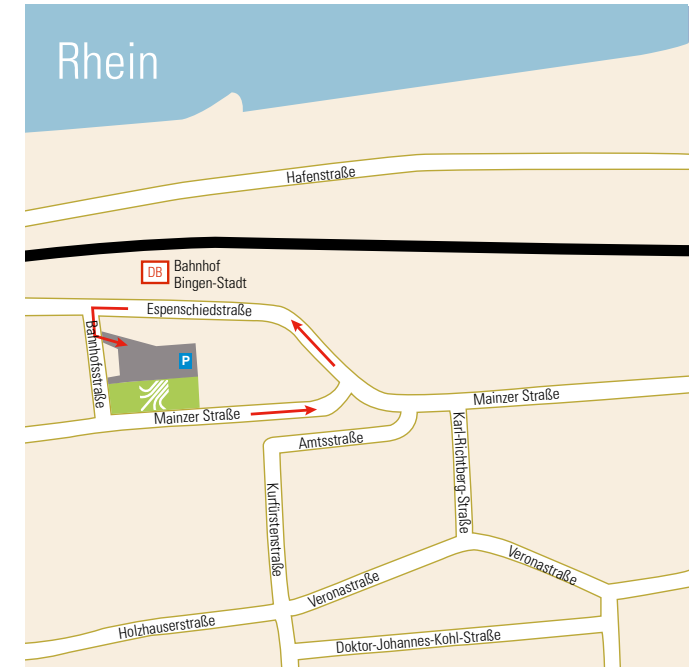 Rhein
Hafenstraße
DB
Bahnhof
Bingen-Stadt
Espenschiedstraße
Bahnhofsstraße
P
Mainzer Straße
Mainzer Straße
Amtsstraße
Karl-Richtberg-Straße
Kurfürstenstraße
Veronastraße
Veronastraße
Holzhauserstraße
Doktor-Johannes-Kohl-Straße